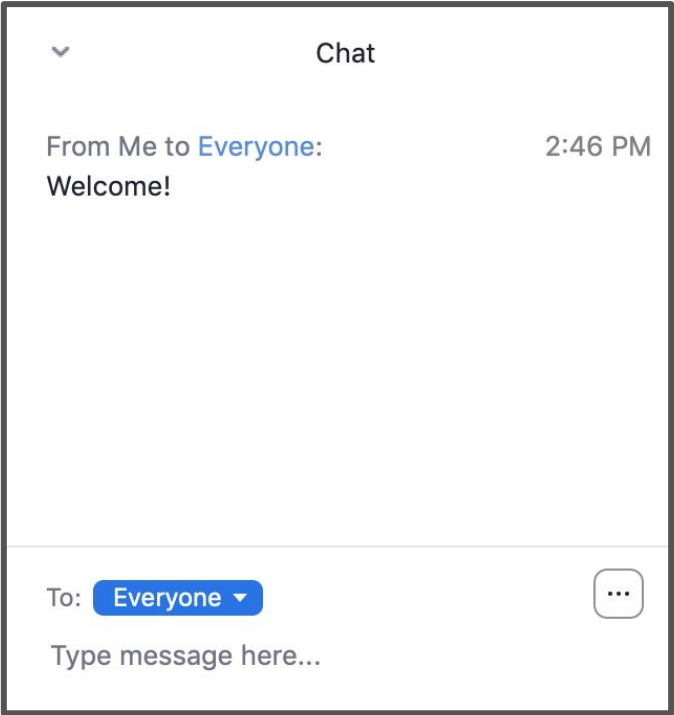 Chat
From Me to Everyone: 2:46 PM
Welcome!
To: Everyone
Type message here...